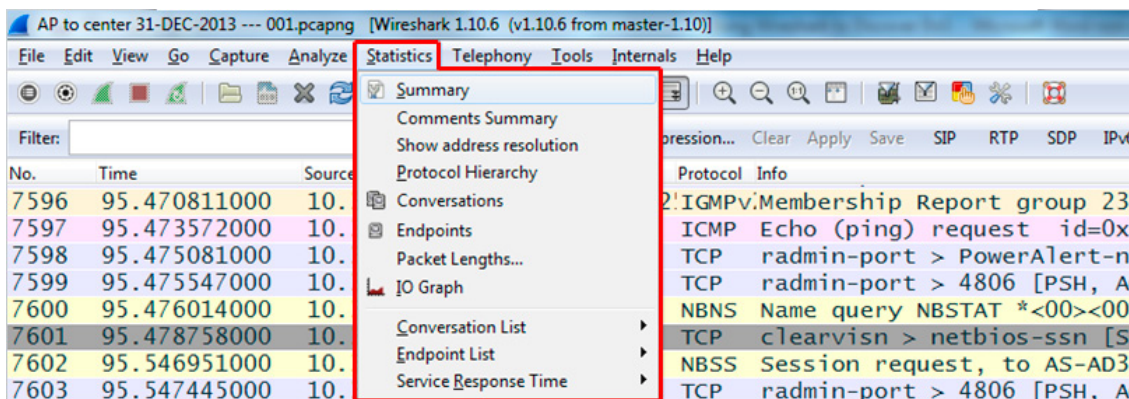 AP to center 31-DEC-2013 --- 001.pcapng [Wireshark 1.10.6 (v1.10.6 from master-1.10)]
File Edit View Go Capture Analyze Statistics Telephony Tools Internals Help
Summary
Comments Summary
Show address resolution
Protocol Hierarchy
Conversations
Endpoints
Packet Lengths...
IO Graph
Conversation List
Endpoint List
Service Response Time
Filter: pression... Clear Apply Save SIP RTP SDP IPv
No. Time Source Protocol Info
7596 95.470811000 10. IGMPv Membership Report group 23
7597 95.473572000 10. ICMP Echo (ping) request id=0x
7598 95.475081000 10. TCP radmin-port > PowerAlert-n
7599 95.475547000 10. TCP radmin-port > 4806 [PSH, A
7600 95.476014000 10. NBNS Name query NBSTAT *<00><00
7601 95.478758000 10. TCP clearvisn > netbios-ssn [S
7602 95.546951000 10. NBSS Session request, to AS-AD3
7603 95.547445000 10. TCP radmin-port > 4806 [PSH, A